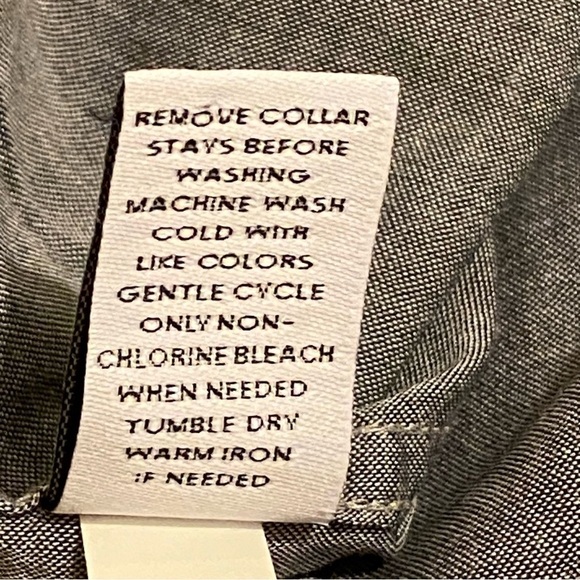 REMOVE COLLAR
STAYS BEFORE
WASHING
MACHINE WASH
COLD WITH
LIKE COLORS
GENTLE CYCLE
ONLY NON-
CHLORINE BLEACH
WHEN NEEDED
TUMBLE DRY
WARM IRON
IF NEEDED